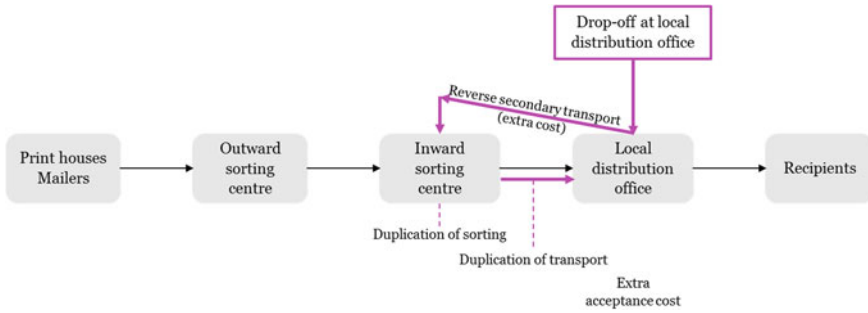 Drop-off at local
distribution office
Reverse secondary transport
(extra cost)
Print houses
Mailers
Outward
sorting
centre
Inward
sorting
centre
Local
distribution
office
Recipients
Duplication of sorting
Duplication of transport
Extra
acceptance cost